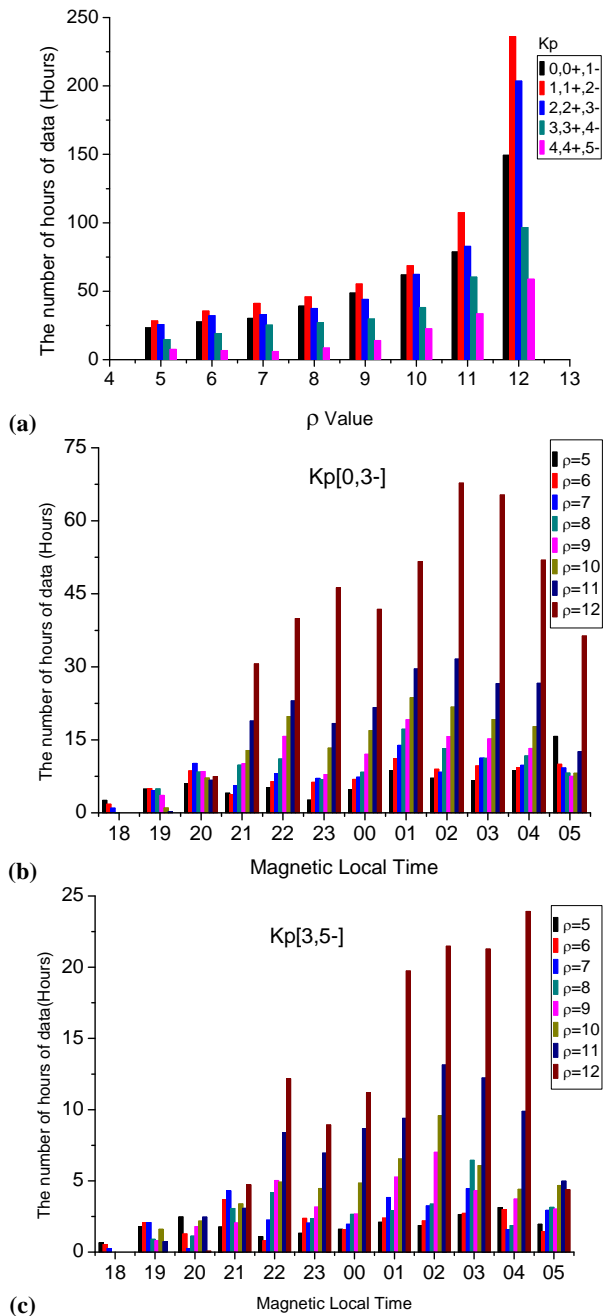 250
200
150
100
50
0
The number of hours of data (Hours)
Kp
0,0+,1-
1,1+,2-
2,2+,3-
3,3+,4-
4,4+,5-
4 5 6 7 8 9 10 11 12 13
ρ Value
(a)
75
60
45
30
15
0
The number of hours of data (Hours)
Kp[0,3-]
ρ=5
ρ=6
ρ=7
ρ=8
ρ=9
ρ=10
ρ=11
ρ=12
18 19 20 21 22 23 00 01 02 03 04 05
Magnetic Local Time
(b)
25
20
15
10
5
0
The number of hours of data(Hours)
Kp[3,5-]
ρ=5
ρ=6
ρ=7
ρ=8
ρ=9
ρ=10
ρ=11
ρ=12
18 19 20 21 22 23 00 01 02 03 04 05
Magnetic Local Time
(c)